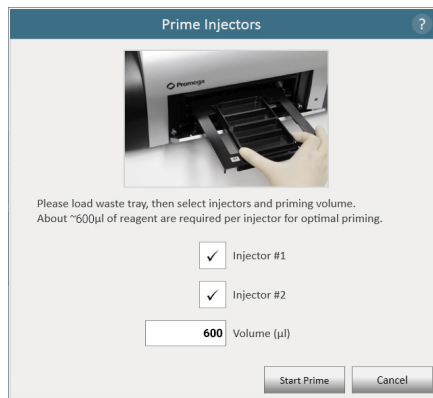 Prime Injectors
?
Promega
Please load waste tray, then select injectors and priming volume.
About ~600µl of reagent are required per injector for optimal priming.
✓ Injector #1
✓ Injector #2
600 Volume (µl)
Start Prime Cancel